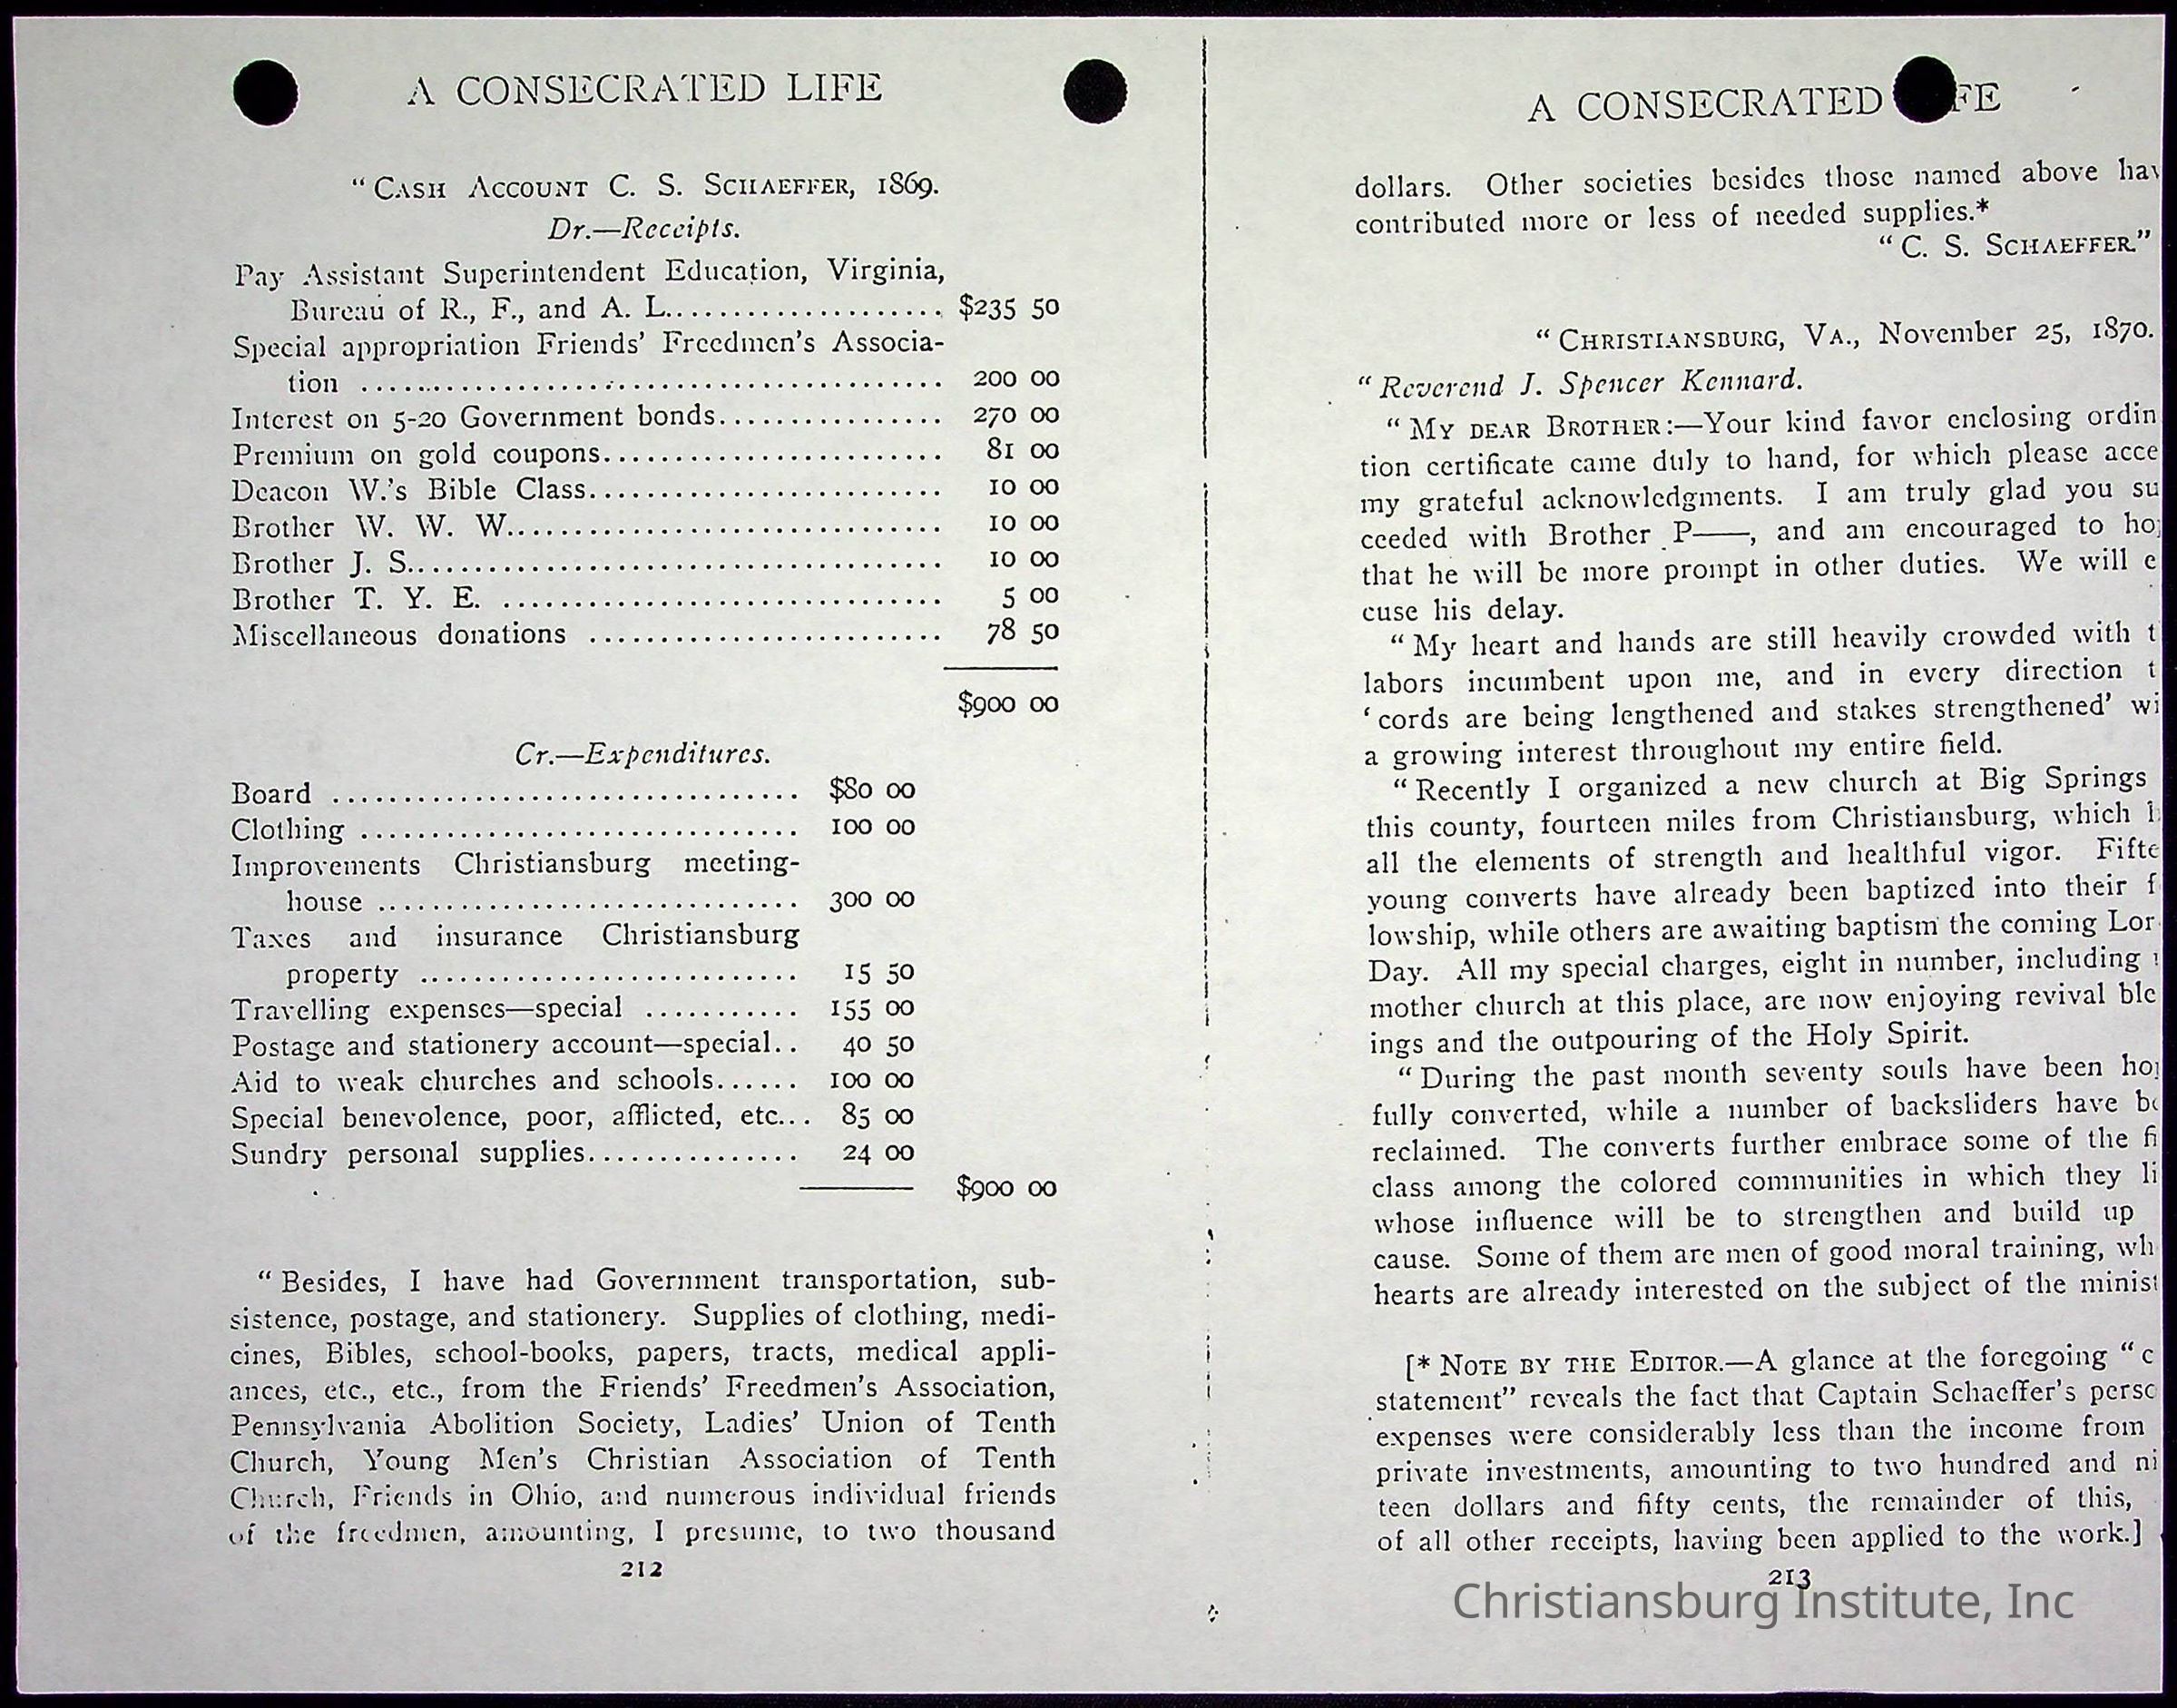 A CONSECRATED LIFE
“Cash Account C. S. Schaeffer, 1869.
Dr.—Receipts.
Pay Assistant Superintendent Education, Virginia,
Bureau of R., F., and A. L..................... $235 50
Special appropriation Friends’ Freedmen’s Associa-
tion ......................................... 200 00
Interest on 5-20 Government bonds................ 270 00
Premium on gold coupons........................ 81 00
Deacon W.’s Bible Class......................... 10 00
Brother W. W. W............................... 10 00
Brother J. S...................................... 10 00
Brother T. Y. E. ............................... 5 00
Miscellaneous donations ......................... 78 50
$900 00
Cr.—Expenditures.
Board ................................. $80 00
Clothing ............................... 100 00
Improvements Christiansburg meeting-
house .............................. 300 00
Taxes and insurance Christiansburg
property ........................... 15 50
Travelling expenses—special ........... 155 00
Postage and stationery account—special.. 40 50
Aid to weak churches and schools...... 100 00
Special benevolence, poor, afflicted, etc... 85 00
Sundry personal supplies............... 24 00
$900 00
“Besides, I have had Government transportation, sub-
sistence, postage, and stationery. Supplies of clothing, medi-
cines, Bibles, school-books, papers, tracts, medical appli-
ances, etc., etc., from the Friends’ Freedmen’s Association,
Pennsylvania Abolition Society, Ladies’ Union of Tenth
Church, Young Men’s Christian Association of Tenth
Church, Friends in Ohio, and numerous individual friends
of the freedmen, amounting, I presume, to two thousand
212
A CONSECRATED FE
dollars. Other societies besides those named above hav
contributed more or less of needed supplies.*
“C. S. Schaeffer.”
“Christiansburg, Va., November 25, 1870.
“Reverend J. Spencer Kennard.
“My dear Brother:—Your kind favor enclosing ordin
tion certificate came duly to hand, for which please acce
my grateful acknowledgments. I am truly glad you su
ceeded with Brother P——, and am encouraged to ho
that he will be more prompt in other duties. We will e
cuse his delay.
“My heart and hands are still heavily crowded with t
labors incumbent upon me, and in every direction t
‘cords are being lengthened and stakes strengthened’ wi
a growing interest throughout my entire field.
“Recently I organized a new church at Big Springs
this county, fourteen miles from Christiansburg, which h
all the elements of strength and healthful vigor. Fifte
young converts have already been baptized into their f
lowship, while others are awaiting baptism the coming Lor
Day. All my special charges, eight in number, including
mother church at this place, are now enjoying revival ble
ings and the outpouring of the Holy Spirit.
“During the past month seventy souls have been ho
fully converted, while a number of backsliders have be
reclaimed. The converts further embrace some of the fi
class among the colored communities in which they li
whose influence will be to strengthen and build up
cause. Some of them are men of good moral training, wh
hearts are already interested on the subject of the minist
[* Note by the Editor.—A glance at the foregoing “c
statement” reveals the fact that Captain Schaeffer’s perso
expenses were considerably less than the income from
private investments, amounting to two hundred and ni
teen dollars and fifty cents, the remainder of this,
of all other receipts, having been applied to the work.]
213
Christiansburg Institute, Inc